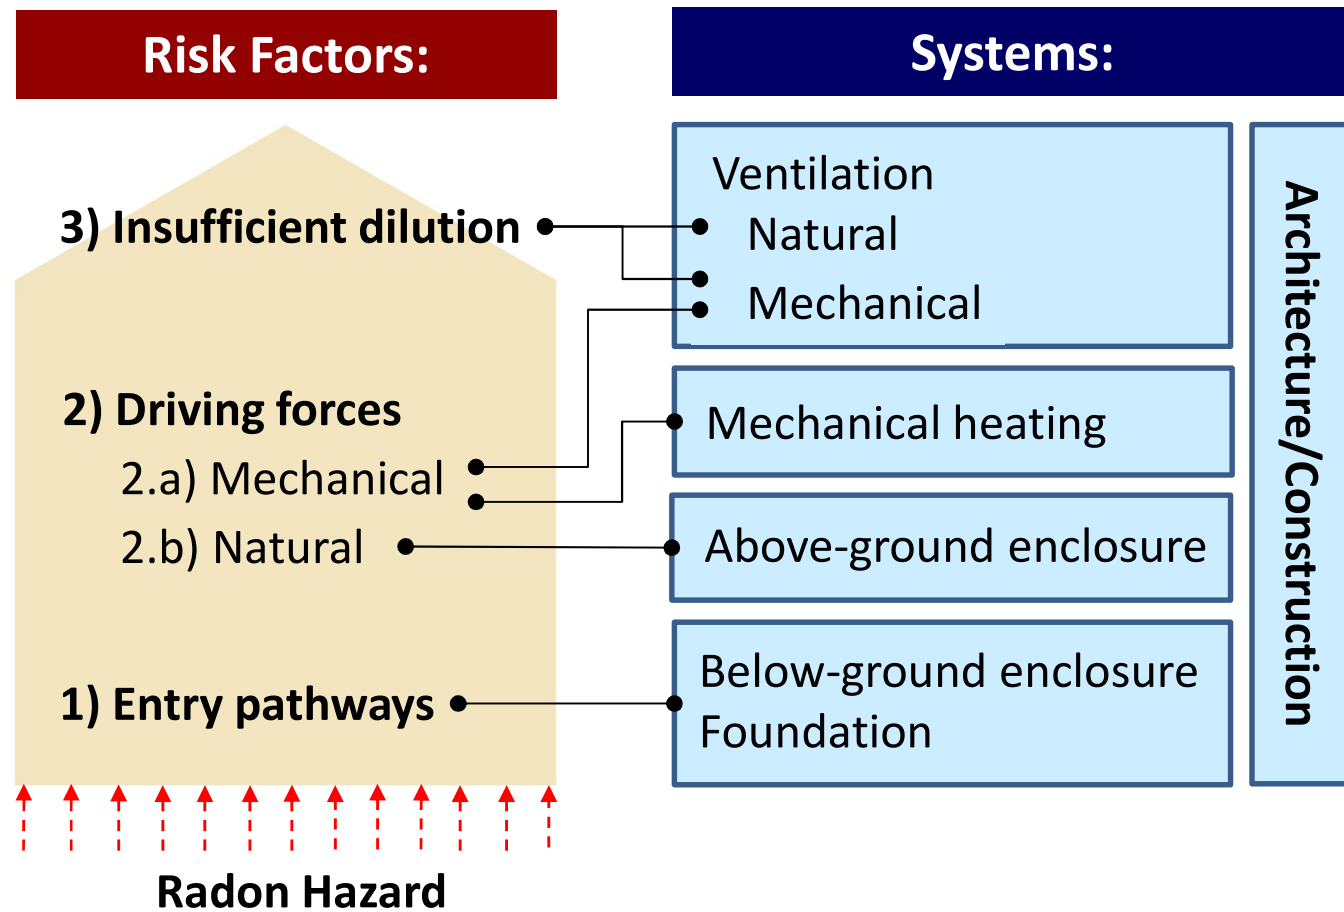 Risk Factors:
3) Insufficient dilution
2) Driving forces
2.a) Mechanical
2.b) Natural
1) Entry pathways
Radon Hazard
Systems:
Ventilation
Natural
Mechanical
Mechanical heating
Above-ground enclosure
Below-ground enclosure
Foundation
Architecture/Construction